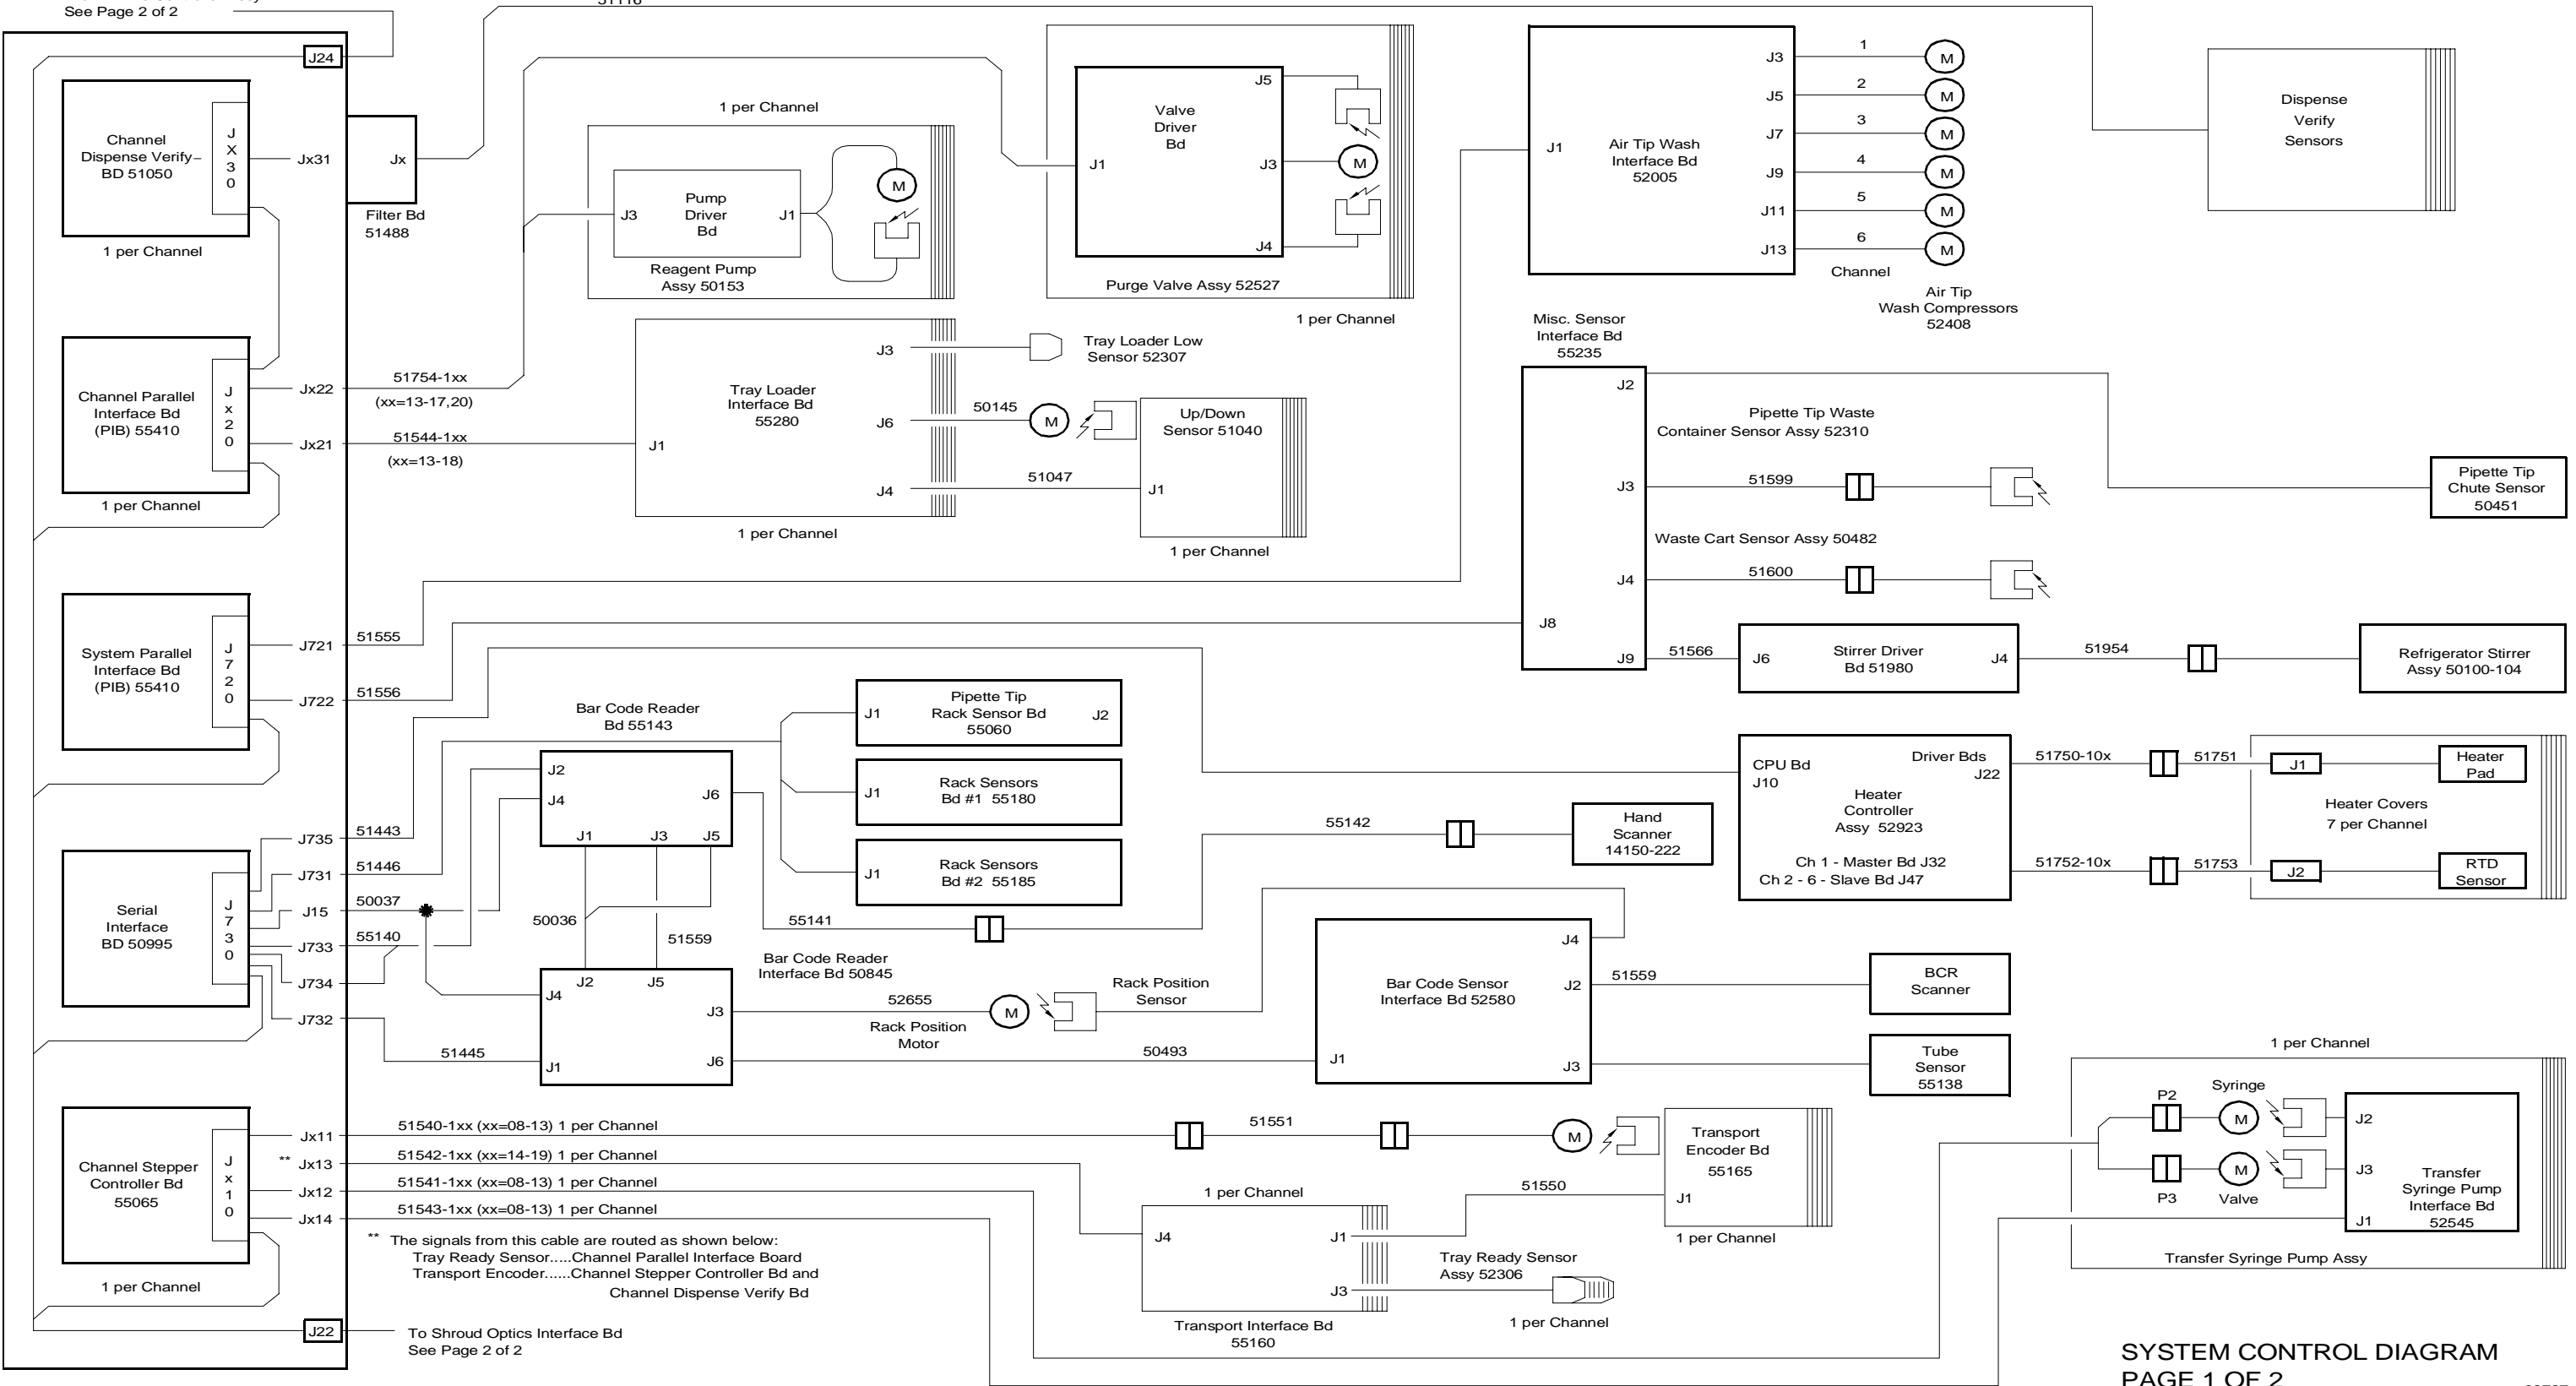 See Page 2 of 2
J24
Channel
Dispense Verify
BD 51050
J
X
3
0
Jx31
Jx
Filter Bd
51488
1 per Channel
Channel Parallel
Interface Bd
(PIB) 55410
J
x
2
0
Jx22
51754-1xx
(xx=13-17,20)
Jx21
51544-1xx
(xx=13-18)
1 per Channel
System Parallel
Interface Bd
(PIB) 55410
J
7
2
0
J721
51555
J722
51556
Serial
Interface
BD 50995
J
7
3
0
J735
51443
J731
51446
J15
50037
J733
55140
J734
J732
51445
Channel Stepper
Controller Bd
55065
J
x
1
0
Jx11
51540-1xx (xx=08-13) 1 per Channel
** Jx13
51542-1xx (xx=14-19) 1 per Channel
Jx12
51541-1xx (xx=08-13) 1 per Channel
Jx14
51543-1xx (xx=08-13) 1 per Channel
1 per Channel
** The signals from this cable are routed as shown below:
Tray Ready Sensor.....Channel Parallel Interface Board
Transport Encoder......Channel Stepper Controller Bd and
Channel Dispense Verify Bd
J22
To Shroud Optics Interface Bd
See Page 2 of 2
1 per Channel
J3
Pump
Driver
Bd
J1
M
Reagent Pump
Assy 50153
J1
Valve
Driver
Bd
J5
J3
J4
M
Purge Valve Assy 52527
1 per Channel
J1
Air Tip Wash
Interface Bd
52005
J3
1
M
J5
2
M
J7
3
M
J9
4
M
J11
5
M
J13
6
M
Channel
Air Tip
Wash Compressors
52408
Dispense
Verify
Sensors
J1
Tray Loader
Interface Bd
55280
J3
Tray Loader Low
Sensor 52307
J6
50145
M
Up/Down
Sensor 51040
J4
51047
J1
1 per Channel
1 per Channel
Misc. Sensor
Interface Bd
55235
J2
J3
J4
J8
J9
Pipette Tip Waste
Container Sensor Assy 52310
51599
Waste Cart Sensor Assy 50482
51600
Pipette Tip
Chute Sensor
50451
51566
J6
Stirrer Driver
Bd 51980
J4
51954
Refrigerator Stirrer
Assy 50100-104
Bar Code Reader
Bd 55143
J2
J4
J6
J1
J3
J5
J1
Pipette Tip
Rack Sensor Bd
55060
J2
J1
Rack Sensors
Bd #1 55180
J1
Rack Sensors
Bd #2 55185
55142
Hand
Scanner
14150-222
55141
50036
51559
Bar Code Reader
Interface Bd 50845
J2
J5
J4
J3
J1
J6
52655
Rack Position
Motor
M
Rack Position
Sensor
50493
J4
Bar Code Sensor
Interface Bd 52580
J2
J1
J3
51559
BCR
Scanner
Tube
Sensor
55138
CPU Bd
J10
Driver Bds
J22
Heater
Controller
Assy 52923
Ch 1 - Master Bd J32
Ch 2 - 6 - Slave Bd J47
51750-10x
51751
J1
Heater
Pad
Heater Covers
7 per Channel
51752-10x
51753
J2
RTD
Sensor
51551
M
Transport
Encoder Bd
55165
J1
1 per Channel
51550
1 per Channel
J4
J1
J3
Transport Interface Bd
55160
Tray Ready Sensor
Assy 52306
1 per Channel
1 per Channel
P2
Syringe
M
J2
P3
Valve
M
J3
J1
Transfer
Syringe Pump
Interface Bd
52545
Transfer Syringe Pump Assy
SYSTEM CONTROL DIAGRAM
PAGE 1 OF 2